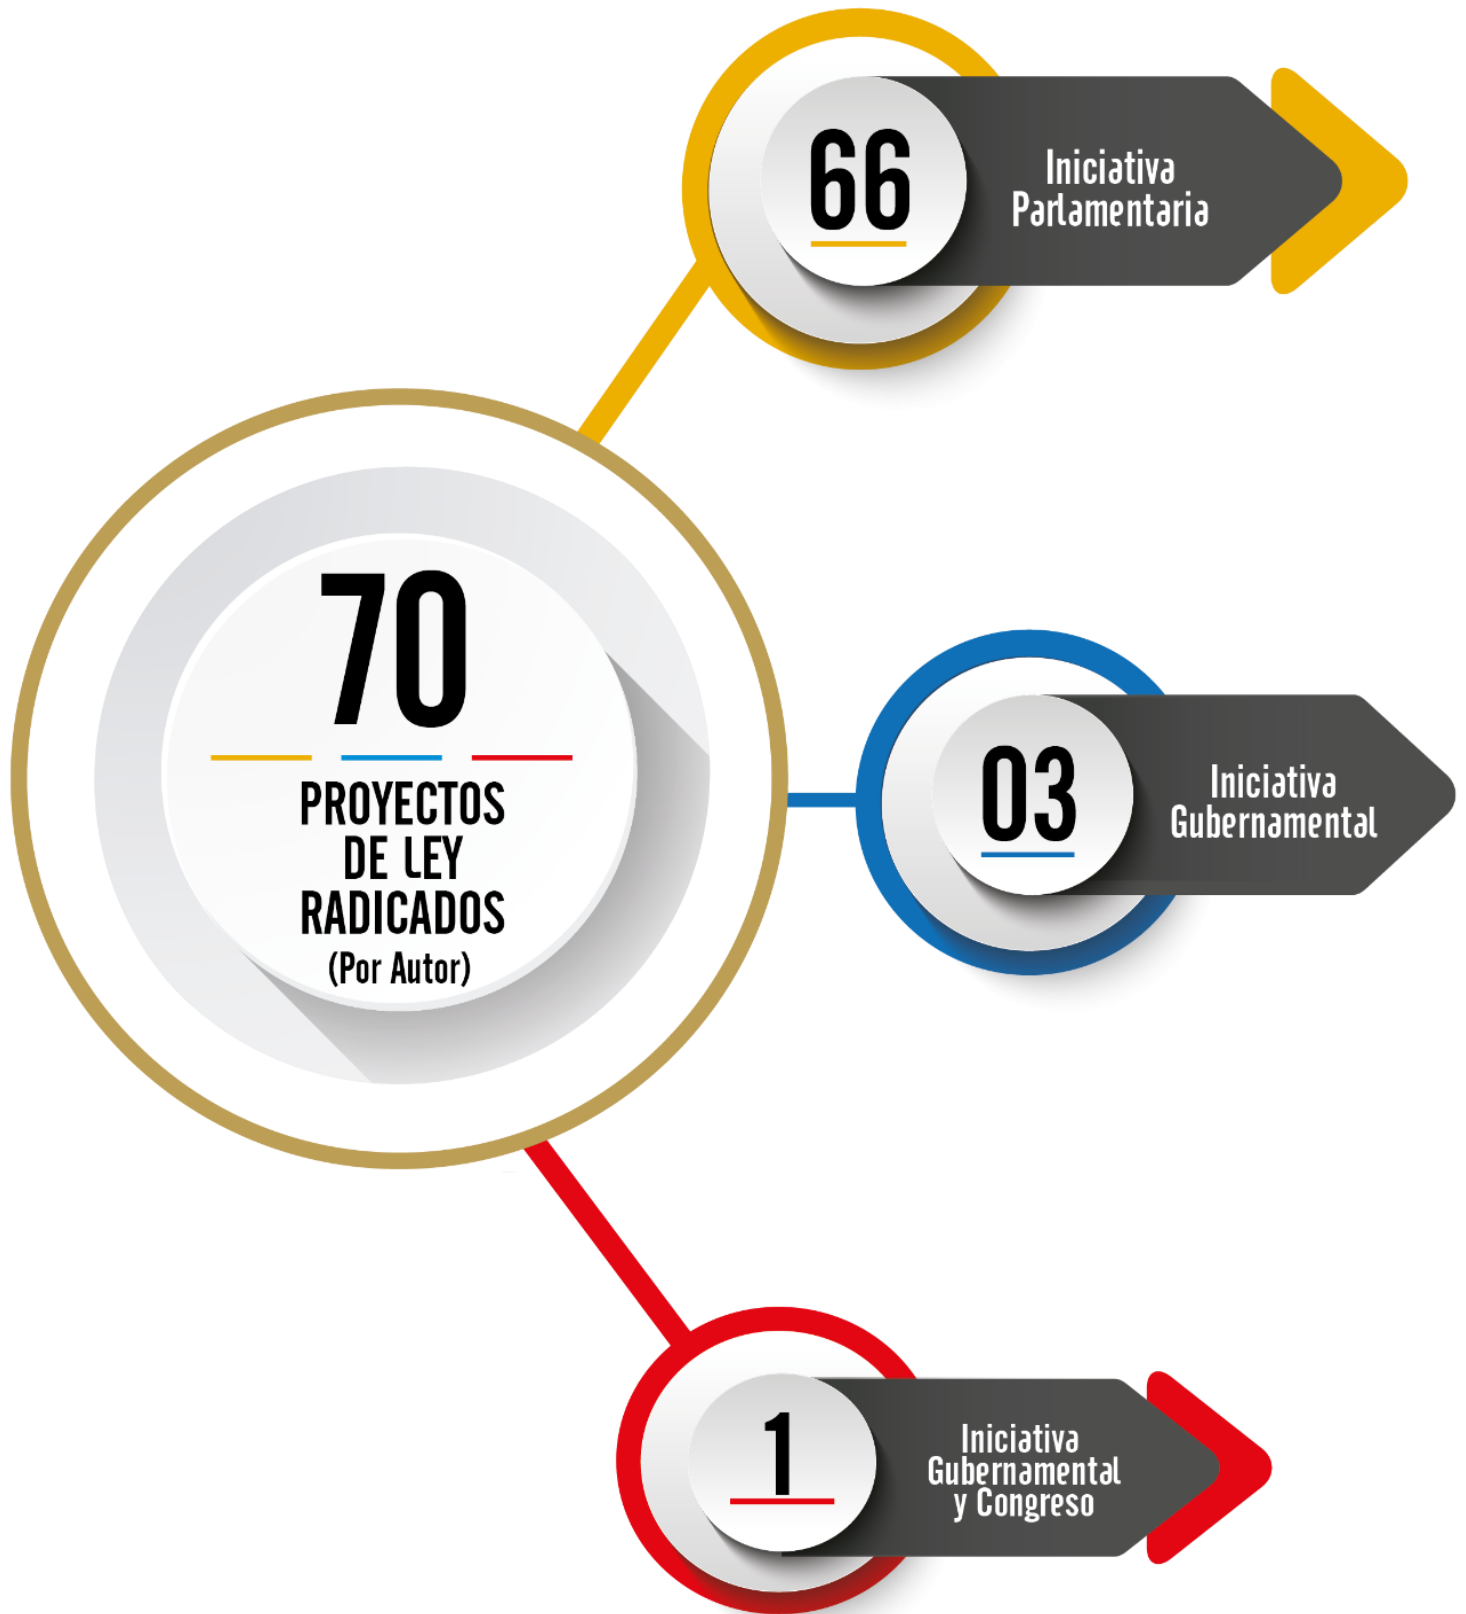 66
Iniciativa
Parlamentaria
70
PROYECTOS
DE LEY
RADICADOS
(Por Autor)
03
Iniciativa
Gubernamental
1
Iniciativa
Gubernamental
y Congreso